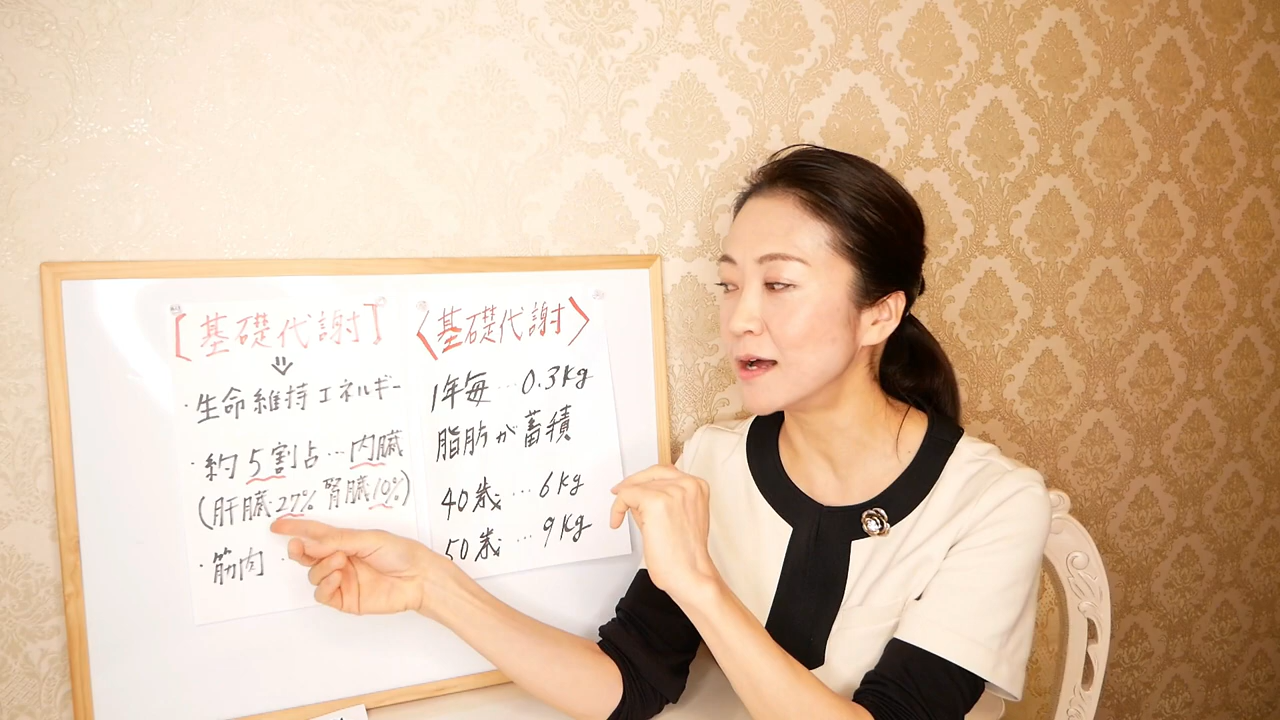 [基礎代謝]
⇓
・生命維持エネルギー
・約5割占…内臓
(肝臓…27% 腎臓10%)
・筋肉…
〈基礎代謝〉
1年毎…0.3kg
脂肪が蓄積
40歳…6kg
50歳…9kg